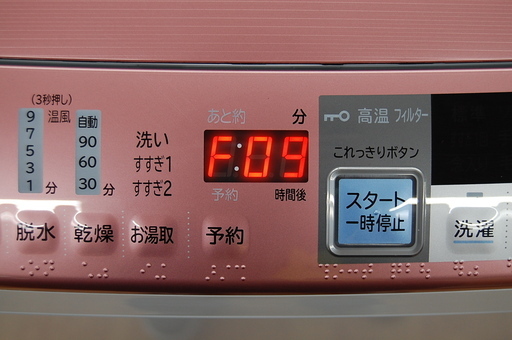 (3秒押し)
温風
9
7
5
3
1 分
自動
90
60
30 分
洗い
すすぎ1
すすぎ2
あと約 分
F:09
予約 時間後
高温 フィルター
これっきりボタン
スタート
一時停止
脱水 乾燥 お湯取 予約 洗濯